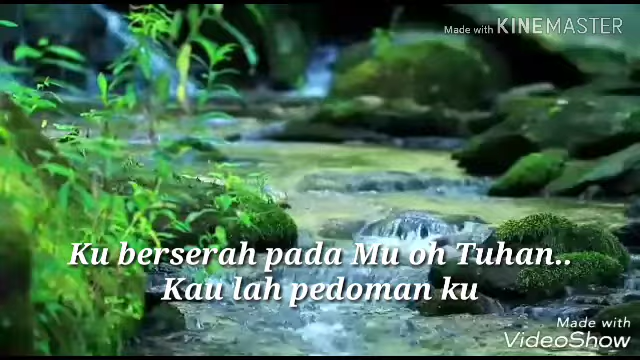 Made with KINEMASTER
Ku berserah pada Mu oh Tuhan..
Kau lah pedoman ku
Made with
VideoShow